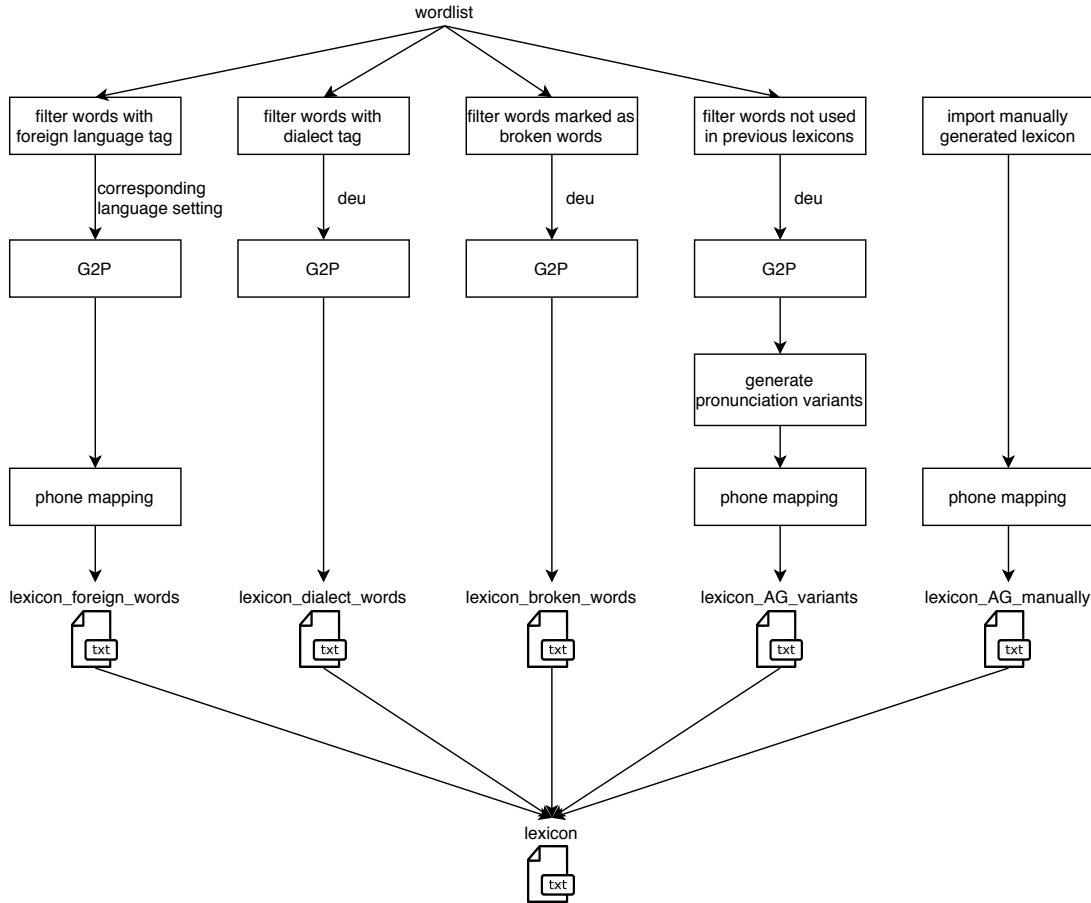 wordlist
filter words with
foreign language tag
filter words with
dialect tag
filter words marked as
broken words
filter words not used
in previous lexicons
import manually
generated lexicon
corresponding
language setting
deu
deu
deu
G2P
G2P
G2P
G2P
generate
pronunciation variants
phone mapping
phone mapping
phone mapping
lexicon_foreign_words
lexicon_dialect_words
lexicon_broken_words
lexicon_AG_variants
lexicon_AG_manually
txt
txt
txt
txt
txt
lexicon
txt